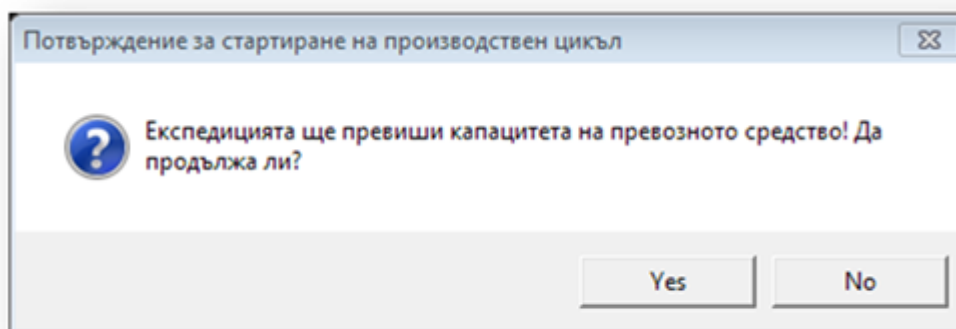 Потвърждение за стартиране на производствен цикъл
Експедицията ще превиши капацитета на превозното средство! Да
продължа ли?
Yes
No